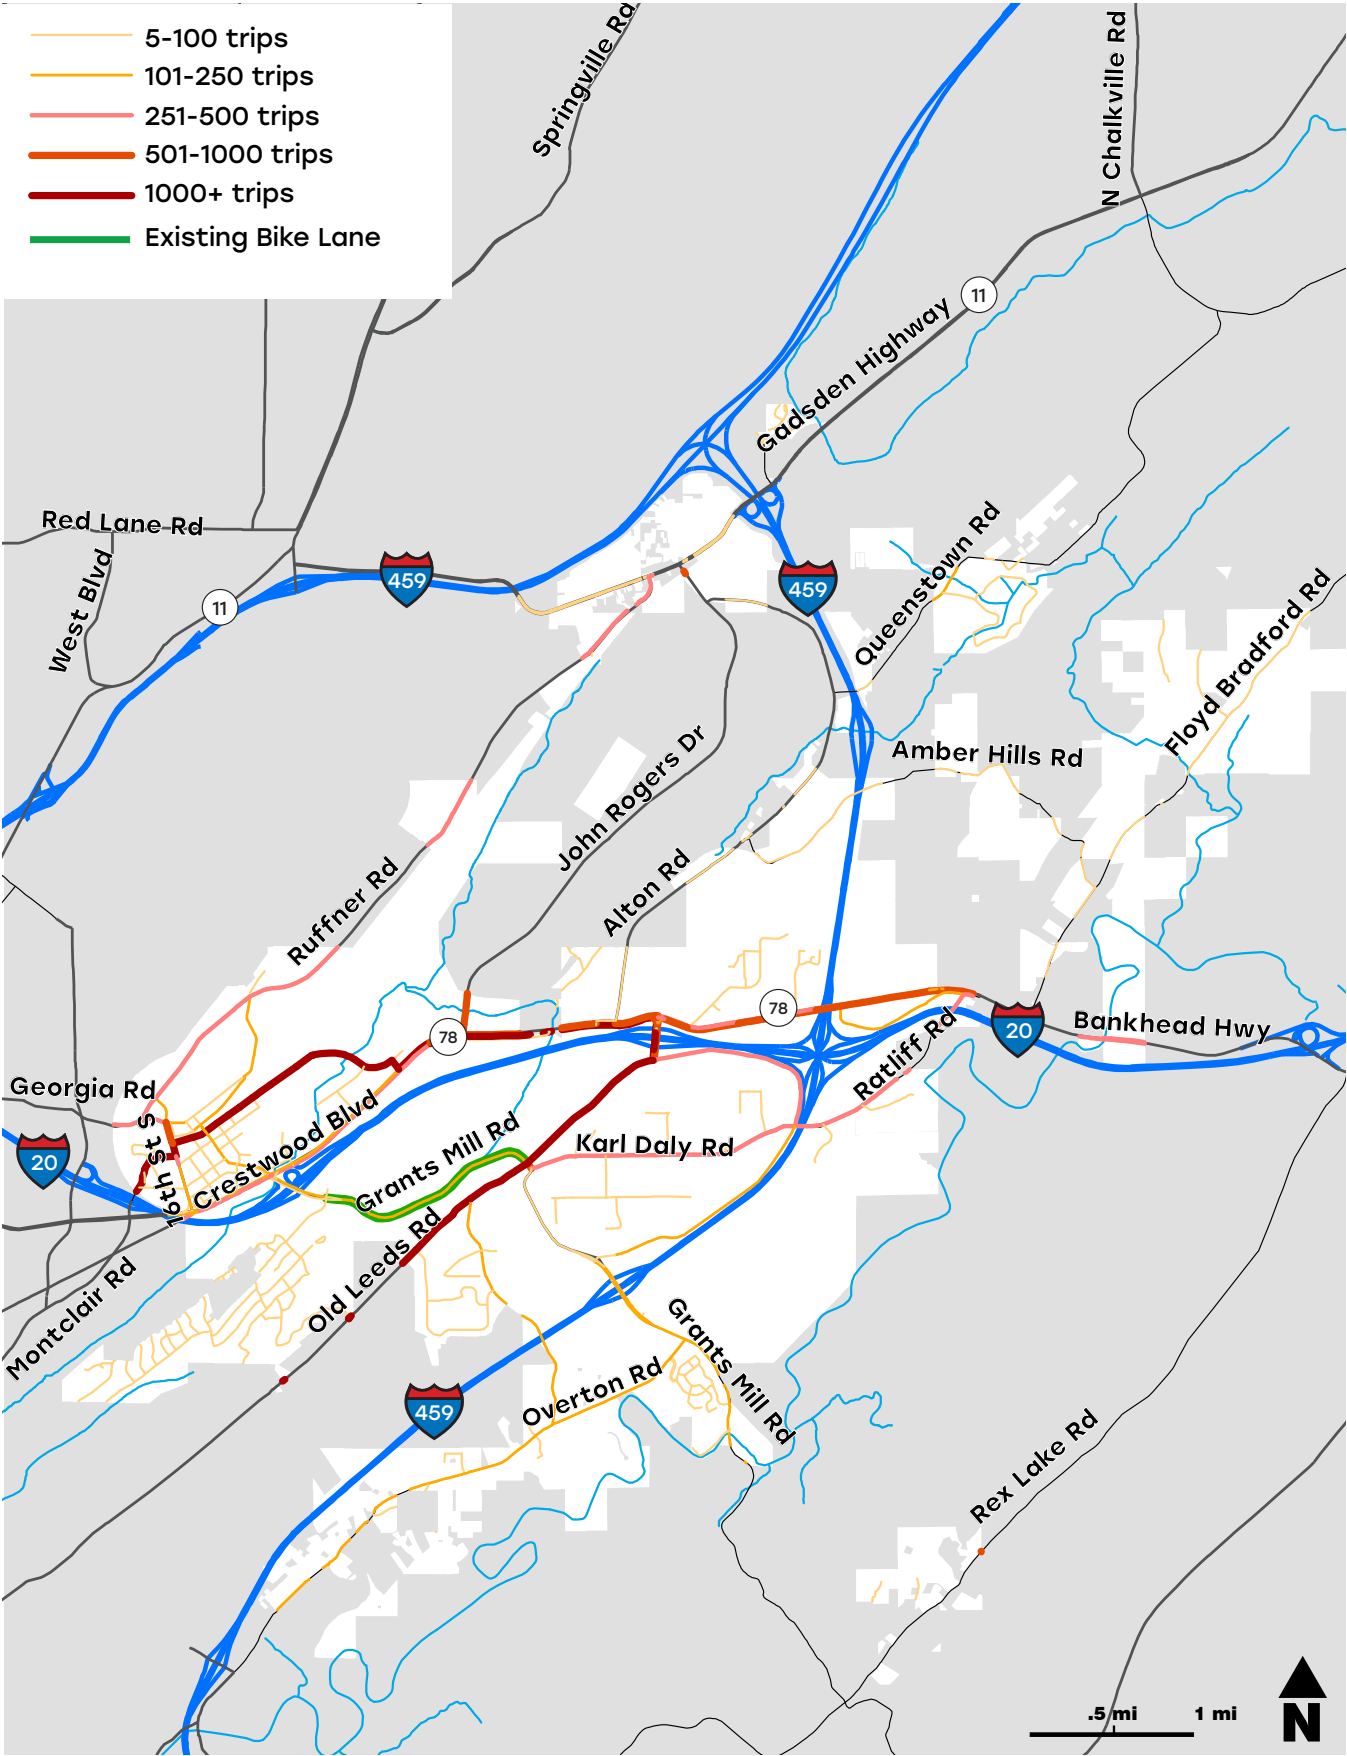 5-100 trips
101-250 trips
251-500 trips
501-1000 trips
1000+ trips
Existing Bike Lane
Springville Rd
N Chalkville Rd
11
Gadsden Highway
Red Lane Rd
West Blvd
459
11
459
Queenstown Rd
Floyd Bradford Rd
Amber Hills Rd
John Rogers Dr
Alton Rd
Ruffner Rd
78
78
20
Bankhead Hwy
Ratliff Rd
Georgia Rd
16th St S
20
Crestwood Blvd
Grants Mill Rd
Karl Daly Rd
Old Leeds Rd
Montclair Rd
Grants Mill Rd
Overton Rd
459
Rex Lake Rd
.5 mi
1 mi
N